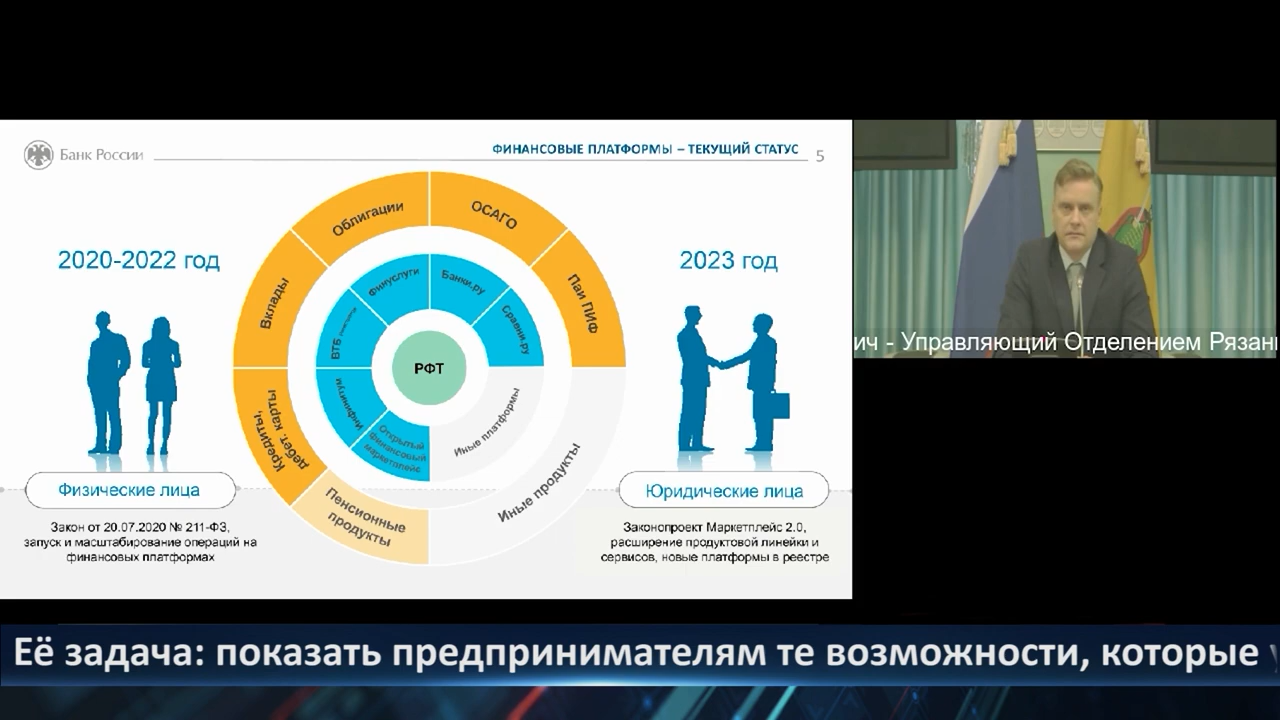 Банк России
ФИНАНСОВЫЕ ПЛАТФОРМЫ – ТЕКУЩИЙ СТАТУС
5
2020-2022 год
2023 год
Облигации
ОСАГО
Вклады
Паи ПИФ
Кредиты,
дебет. карты
Пенсионные
продукты
Иные продукты
Финуслуги
Банки.ру
ВТБ
Сравни.ру
Инфинитум
Открытый
финансовый
маркетплейс
Иные платформы
РФТ
Физические лица
Юридические лица
Закон от 20.07.2020 № 211-ФЗ,
запуск и масштабирование операций на
финансовых платформах
Законопроект Маркетплейс 2.0,
расширение продуктовой линейки и
сервисов, новые платформы в реестре
вич - Управляющий Отделением Рязань
Её задача: показать предпринимателям те возможности, которые